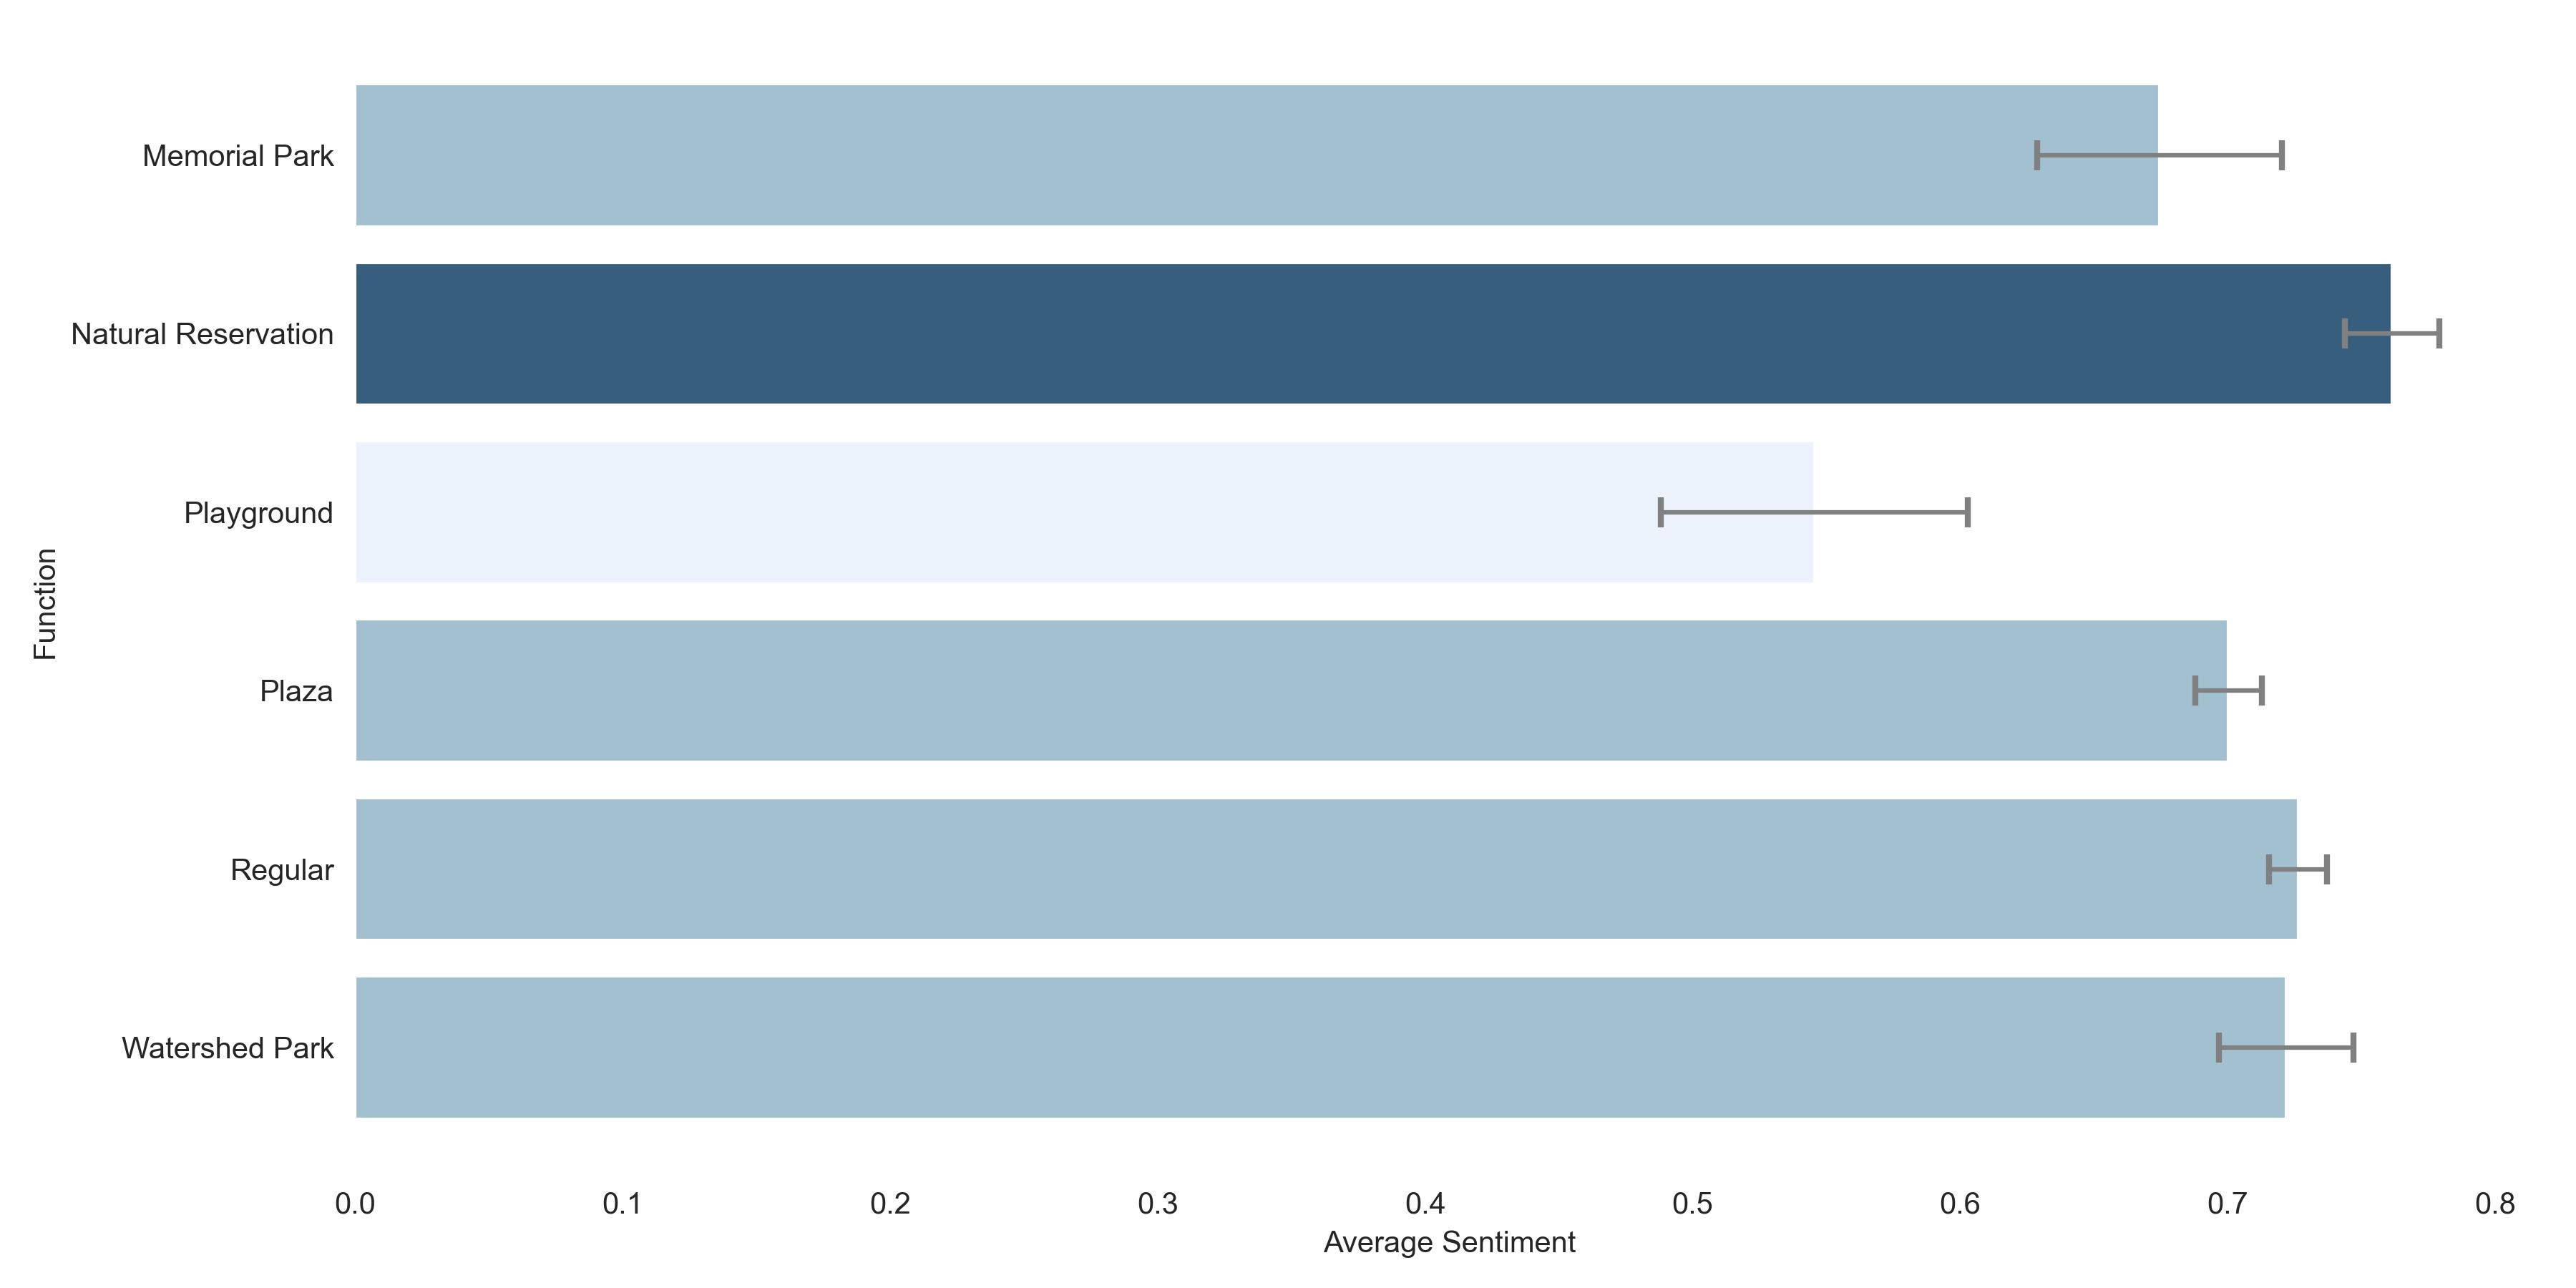 Memorial Park
Natural Reservation
Playground
Plaza
Regular
Watershed Park
Function
0.0 0.1 0.2 0.3 0.4 0.5 0.6 0.7 0.8
Average Sentiment